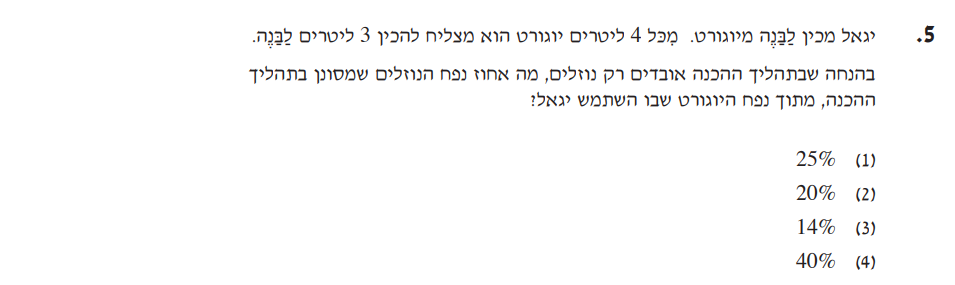 5. יגאל מכין לַבַּנֶה מיוגורט. מִכּל 4 ליטרים יוגורט הוא מצליח להכין 3 ליטרים לַבַּנֶה.
בהנחה שבתהליך ההכנה אובדים רק נוזלים, מה אחוז נפח הנוזלים שמסונן בתהליך
ההכנה, מתוך נפח היוגורט שבו השתמש יגאל?
(1) 25%
(2) 20%
(3) 14%
(4) 40%